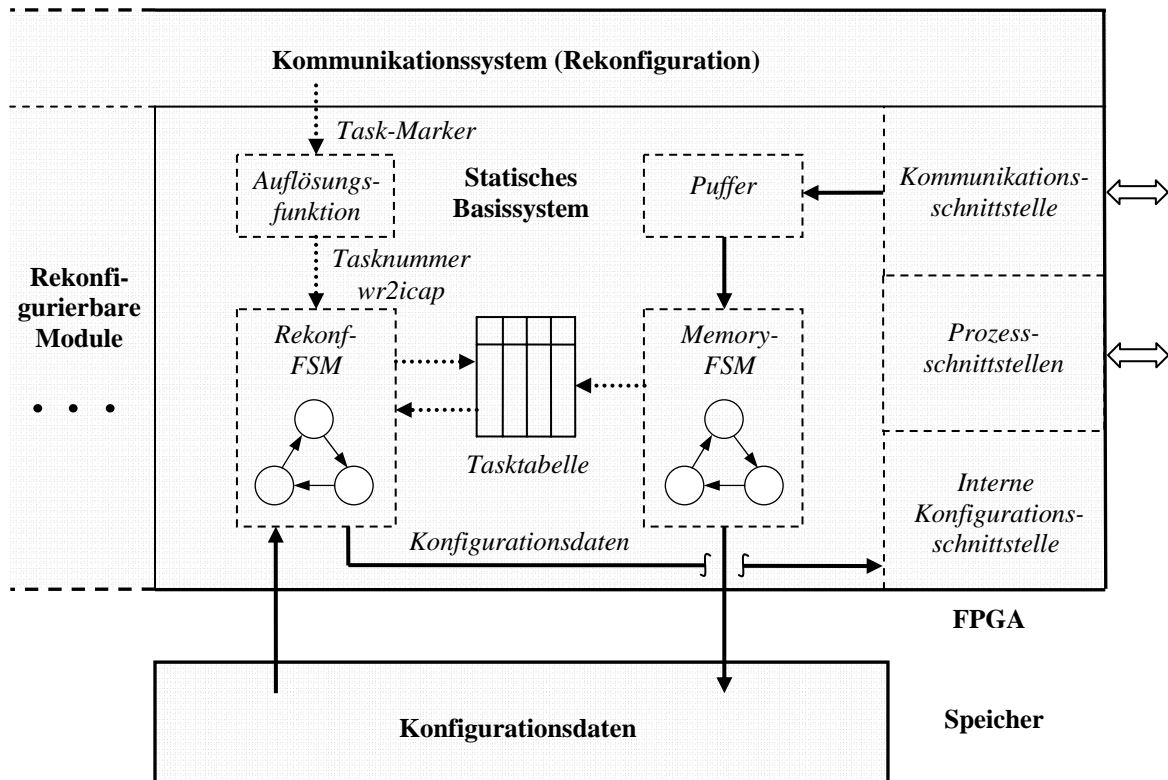 Kommunikationssystem (Rekonfiguration)
Task-Marker
Auflösungs-
funktion
Statisches
Basissystem
Puffer
Kommunikations-
schnittstelle
Tasknummer
wr2icap
Rekonfi-
gurierbare
Module
• • •
Rekonf-
FSM
Memory-
FSM
Prozess-
schnittstellen
Tasktabelle
Interne
Konfigurations-
schnittstelle
Konfigurationsdaten
FPGA
Konfigurationsdaten
Speicher